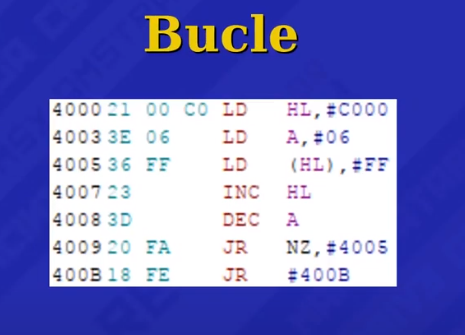 Bucle
4000 21 00 C0 LD HL,#C000
4003 3E 06 LD A,#06
4005 36 FF LD (HL),#FF
4007 23 INC HL
4008 3D DEC A
4009 20 FA JR NZ,#4005
400B 18 FE JR #400B